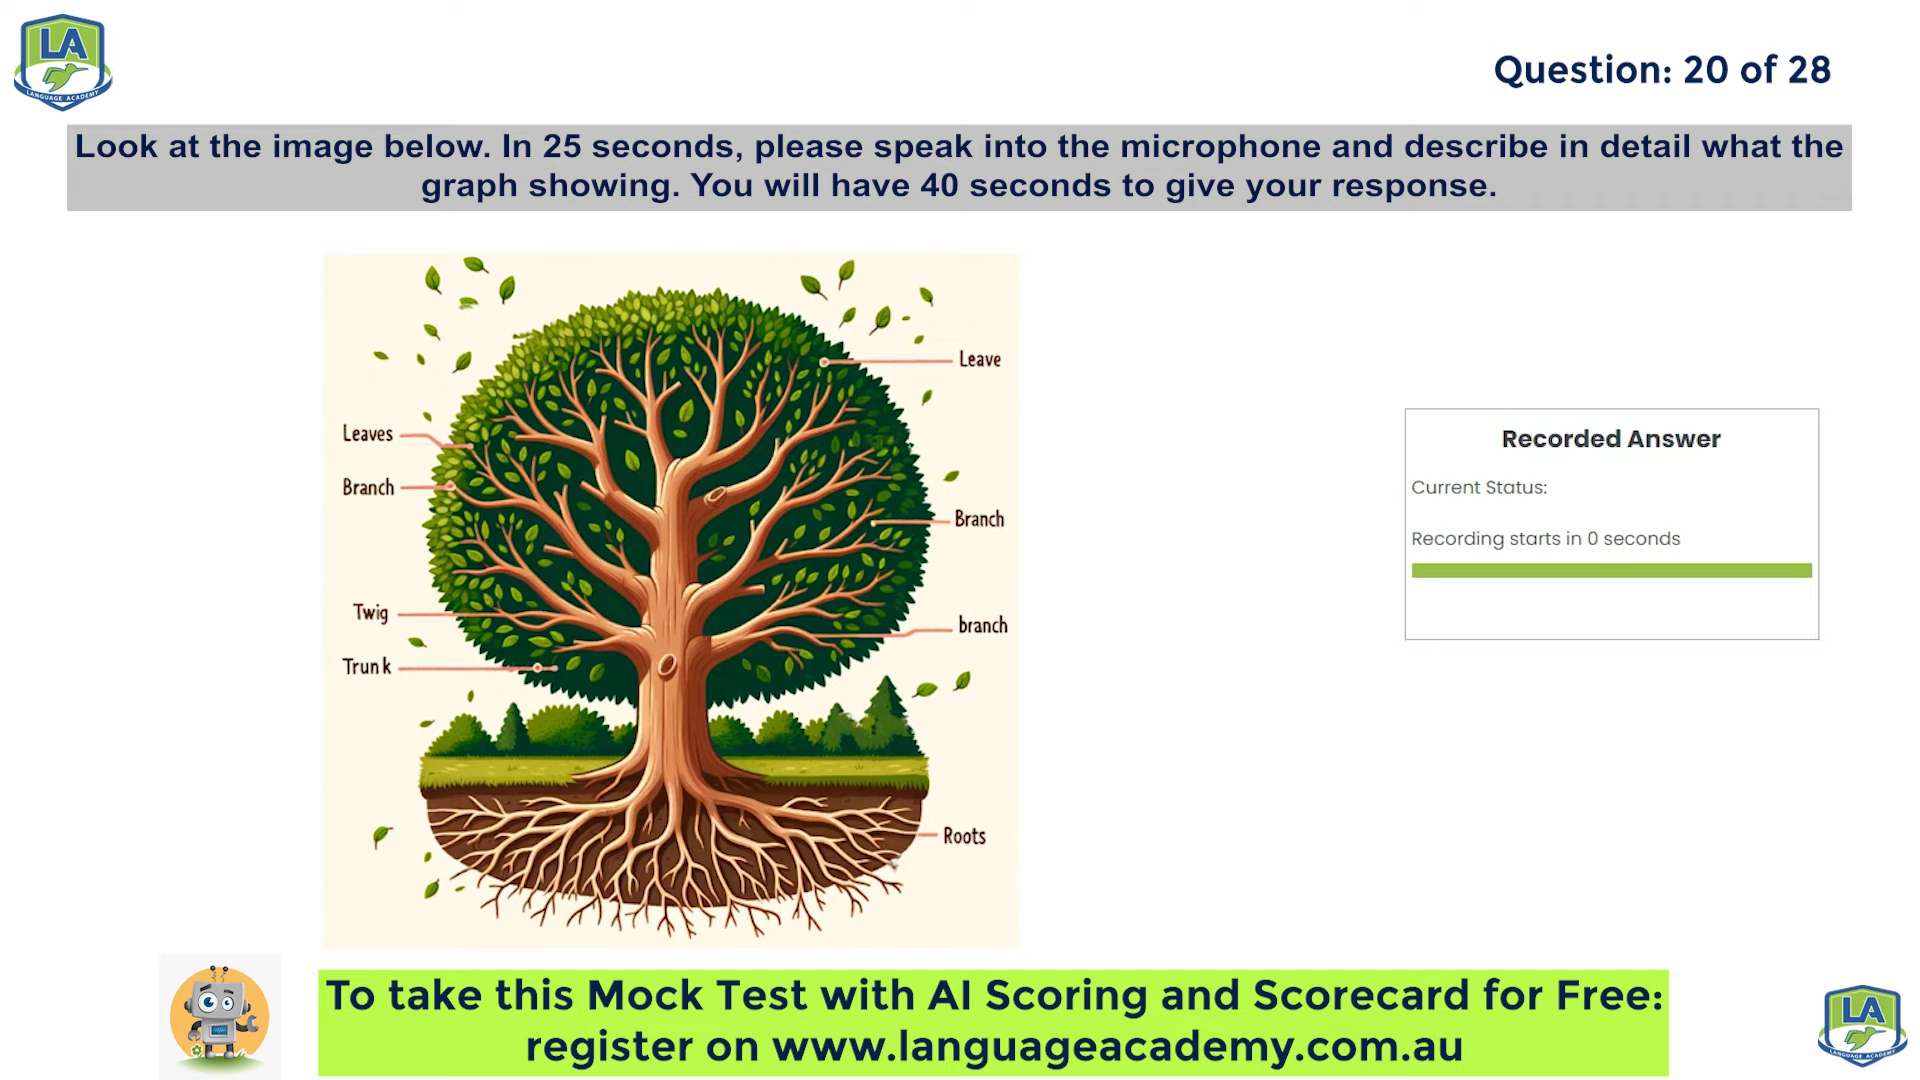 LA
LANGUAGE ACADEMY
Question: 20 of 28
Look at the image below. In 25 seconds, please speak into the microphone and describe in detail what the
graph showing. You will have 40 seconds to give your response.
Leave
Leaves
Branch
Branch
Twig
branch
Trunk
Roots
Recorded Answer
Current Status:
Recording starts in 0 seconds
To take this Mock Test with AI Scoring and Scorecard for Free:
register on www.languageacademy.com.au
LA
LANGUAGE ACADEMY